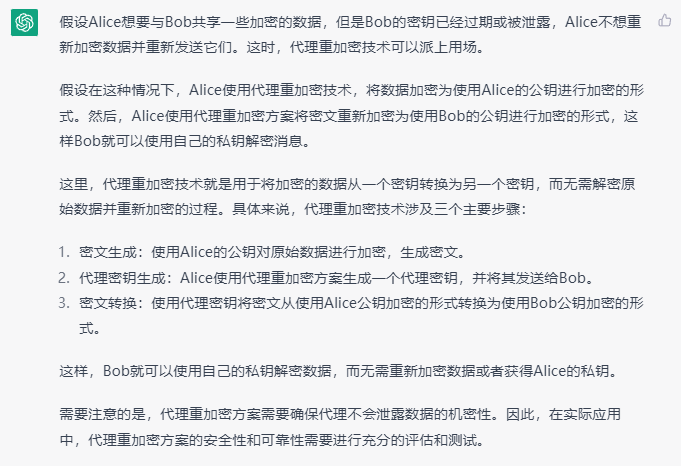 假设Alice想要与Bob共享一些加密的数据，但是Bob的密钥已经过期或被泄露，Alice不想重
新加密数据并重新发送它们。这时，代理重加密技术可以派上用场。
假设在这种情况下，Alice使用代理重加密技术，将数据加密为使用Alice的公钥进行加密的形
式。然后，Alice使用代理重加密方案将密文重新加密为使用Bob的公钥进行加密的形式，这
样Bob就可以使用自己的私钥解密消息。
这里，代理重加密技术就是用于将加密的数据从一个密钥转换为另一个密钥，而无需解密原
始数据并重新加密的过程。具体来说，代理重加密技术涉及三个主要步骤：
1. 密文生成：使用Alice的公钥对原始数据进行加密，生成密文。
2. 代理密钥生成：Alice使用代理重加密方案生成一个代理密钥，并将其发送给Bob。
3. 密文转换：使用代理密钥将密文从使用Alice公钥加密的形式转换为使用Bob公钥加密的形
式。
这样，Bob就可以使用自己的私钥解密数据，而无需重新加密数据或者获得Alice的私钥。
需要注意的是，代理重加密方案需要确保代理不会泄露数据的机密性。因此，在实际应用
中，代理重加密方案的安全性和可靠性需要进行充分的评估和测试。